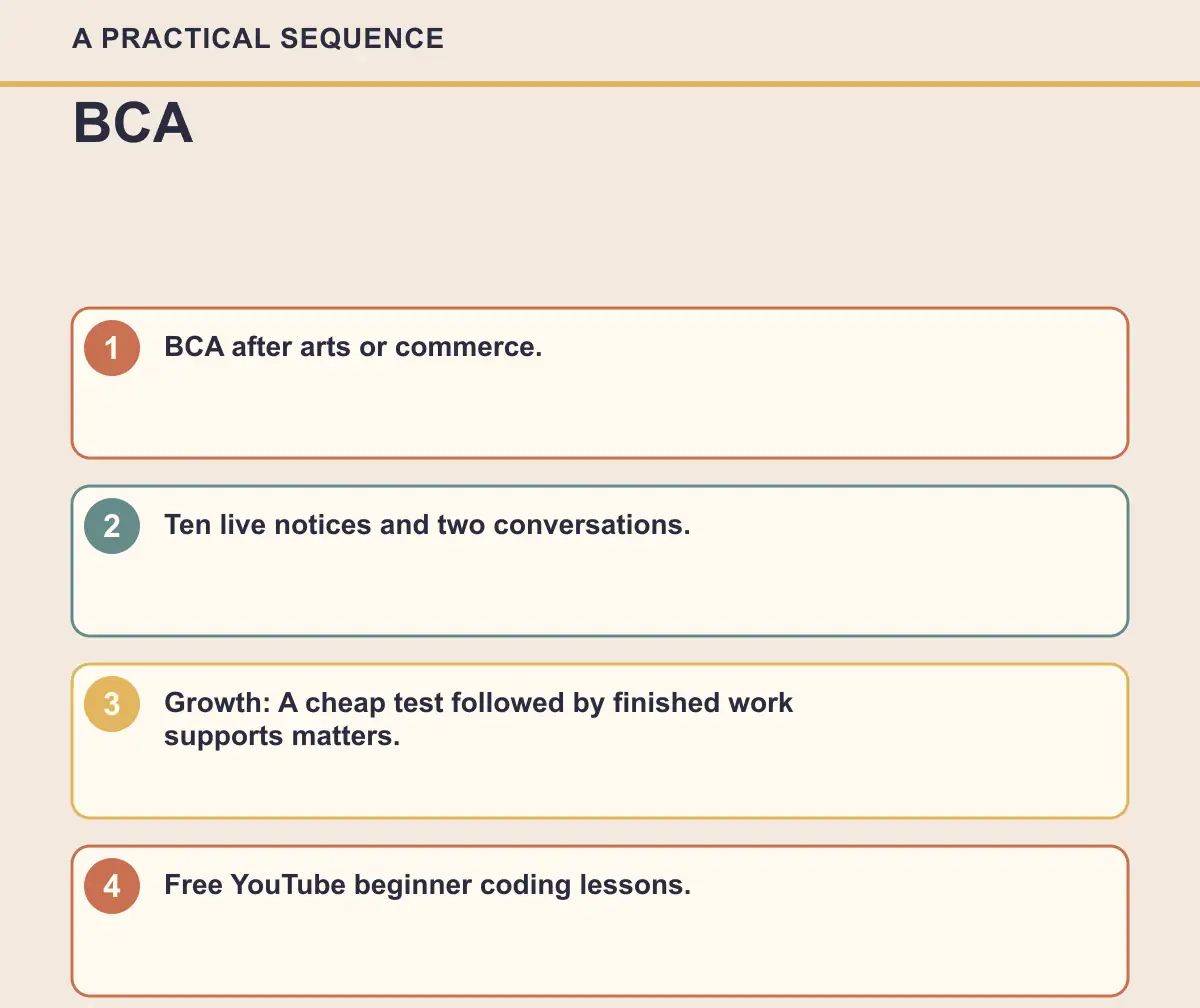 A PRACTICAL SEQUENCE
BCA
1
BCA after arts or commerce.
2
Ten live notices and two conversations.
3
Growth: A cheap test followed by finished work
supports matters.
4
Free YouTube beginner coding lessons.